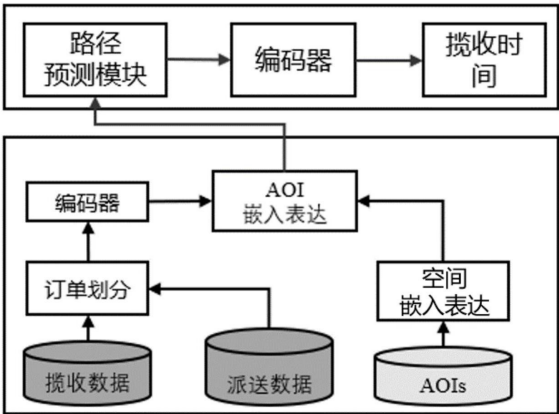 路径
预测模块
编码器
揽收时
间
AOI
嵌入表达
编码器
订单划分
空间
嵌入表达
揽收数据
派送数据
AOIs